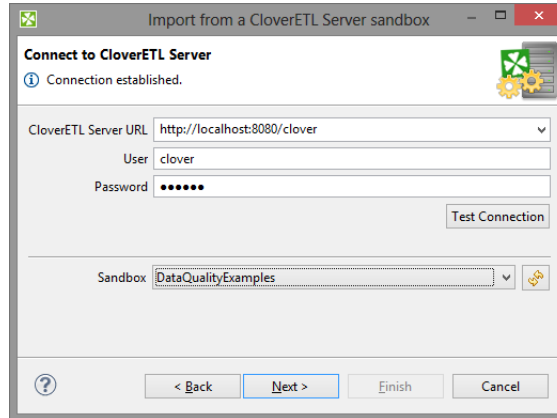 Import from a CloverETL Server sandbox
Connect to CloverETL Server
Connection established.
CloverETL Server URL http://localhost:8080/clover
User clover
Password ●●●●●●
Test Connection
Sandbox DataQualityExamples
< Back Next > Finish Cancel